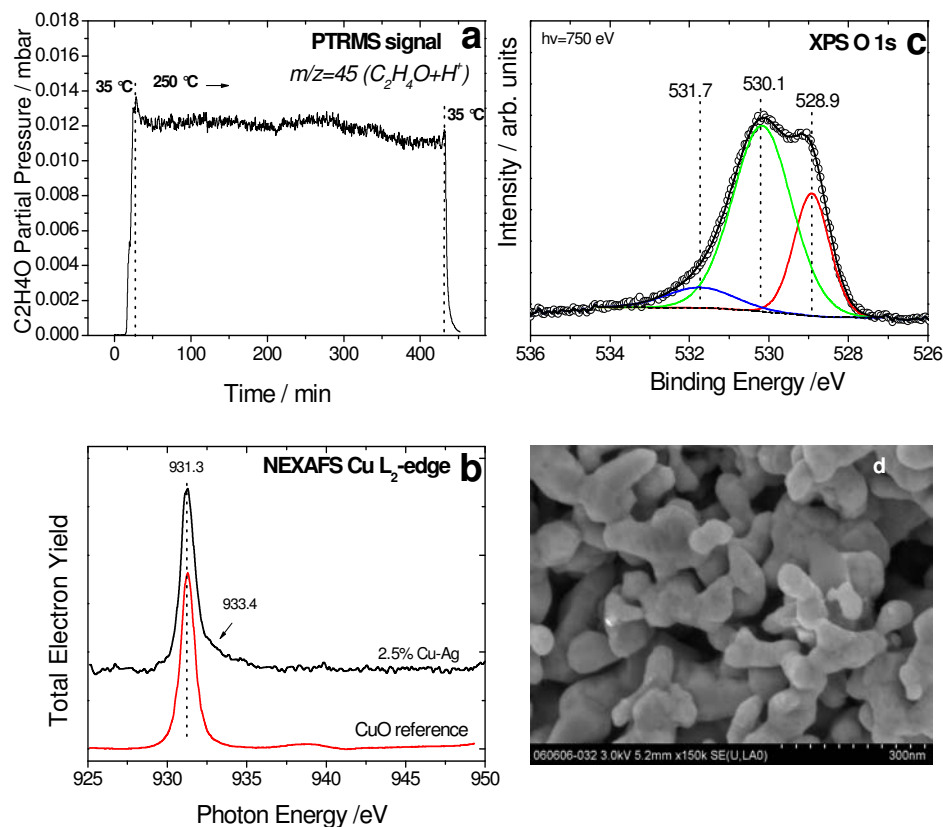 a
PTRMS signal
m/z=45 (C₂H₄O+H⁺)
35 °C
250 °C →
35 °C
0.018
0.016
0.014
0.012
0.010
0.008
0.006
0.004
0.002
0.000
C2H4O Partial Pressure / mbar
0 100 200 300 400
Time / min
hν=750 eV
XPS O 1s
c
531.7
530.1
528.9
Intensity / arb. units
536 534 532 530 528 526
Binding Energy /eV
931.3
NEXAFS Cu L₂-edge
b
933.4
2.5% Cu-Ag
CuO reference
Total Electron Yield
925 930 935 940 945 950
Photon Energy /eV
d
060606-032 3.0kV 5.2mm x150k SE(U,LA0)
300nm